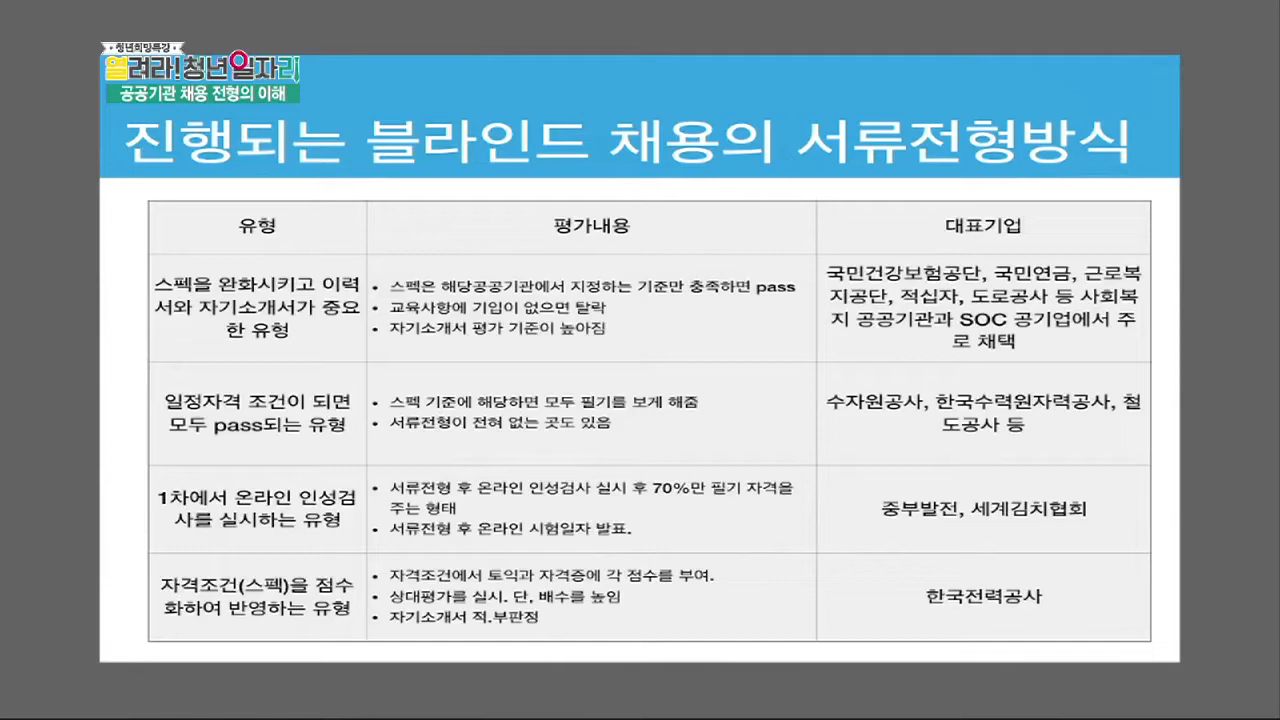 청년희망특강
열려라!청년일자리
공공기관 채용 전형의 이해
진행되는 블라인드 채용의 서류전형방식
유형
평가내용
대표기업
스펙을 완화시키고 이력
서와 자기소개서가 중요
한 유형
• 스펙은 해당공공기관에서 지정하는 기준만 충족하면 pass
• 교육사항에 기입이 없으면 탈락
• 자기소개서 평가 기준이 높아짐
국민건강보험공단, 국민연금, 근로복
지공단, 적십자, 도로공사 등 사회복
지 공공기관과 SOC 공기업에서 주
로 채택
일정자격 조건이 되면
모두 pass되는 유형
• 스펙 기준에 해당하면 모두 필기를 보게 해줌
• 서류전형이 전혀 없는 곳도 있음
수자원공사, 한국수력원자력공사, 철
도공사 등
1차에서 온라인 인성검
사를 실시하는 유형
• 서류전형 후 온라인 인성검사 실시 후 70%만 필기 자격을
주는 형태
• 서류전형 후 온라인 시험일자 발표.
중부발전, 세계김치협회
자격조건(스펙)을 점수
화하여 반영하는 유형
• 자격조건에서 토익과 자격증에 각 점수를 부여.
• 상대평가를 실시. 단, 배수를 높임
• 자기소개서 적.부판정
한국전력공사